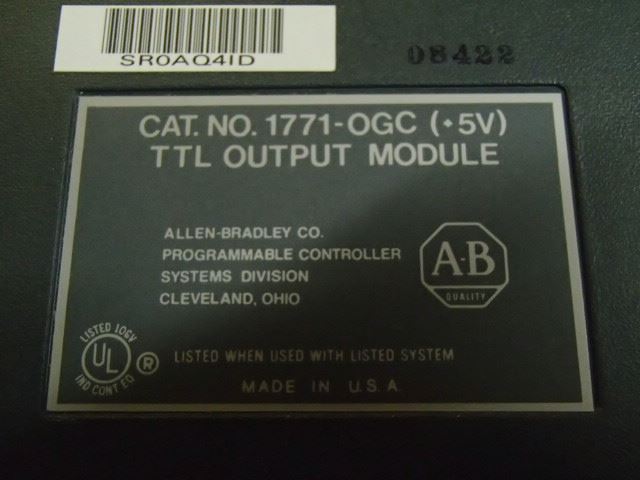 SR0AQ4ID
08422
CAT. NO. 1771-OGC (+5V)
TTL OUTPUT MODULE
ALLEN-BRADLEY CO.
PROGRAMMABLE CONTROLLER
SYSTEMS DIVISION
CLEVELAND, OHIO
A-B
QUALITY
LISTED 106V
UL ®
IND CONT EQ
LISTED WHEN USED WITH LISTED SYSTEM
MADE IN U.S.A.